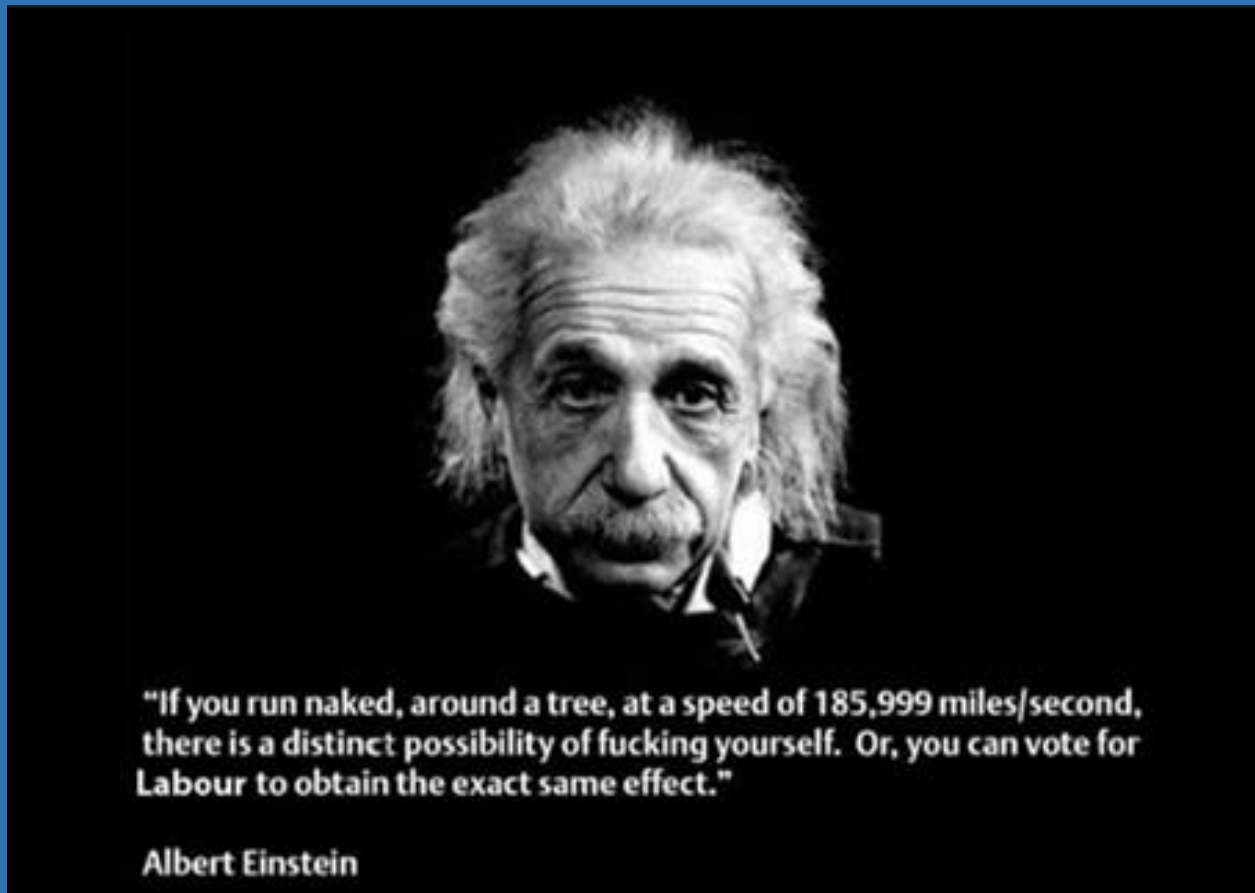 “If you run naked, around a tree, at a speed of 185,999 miles/second,
there is a distinct possibility of fucking yourself.  Or, you can vote for
Labour to obtain the exact same effect.”
Albert Einstein